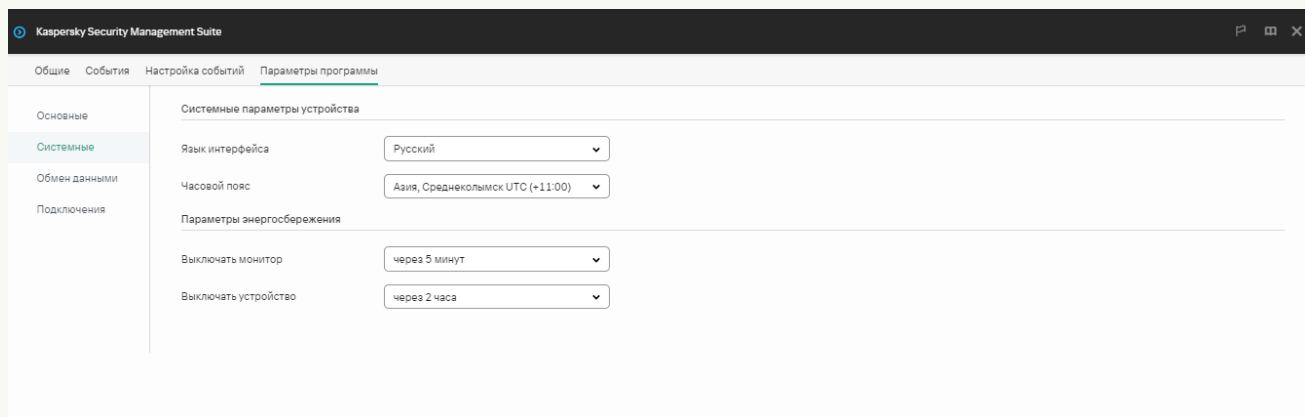 Kaspersky Security Management Suite
Общие События Настройка событий Параметры программы
Основные
Системные
Обмен данными
Подключения
Системные параметры устройства
Язык интерфейса Русский
Часовой пояс Азия, Среднеколымск UTC (+11:00)
Параметры энергосбережения
Выключать монитор через 5 минут
Выключать устройство через 2 часа